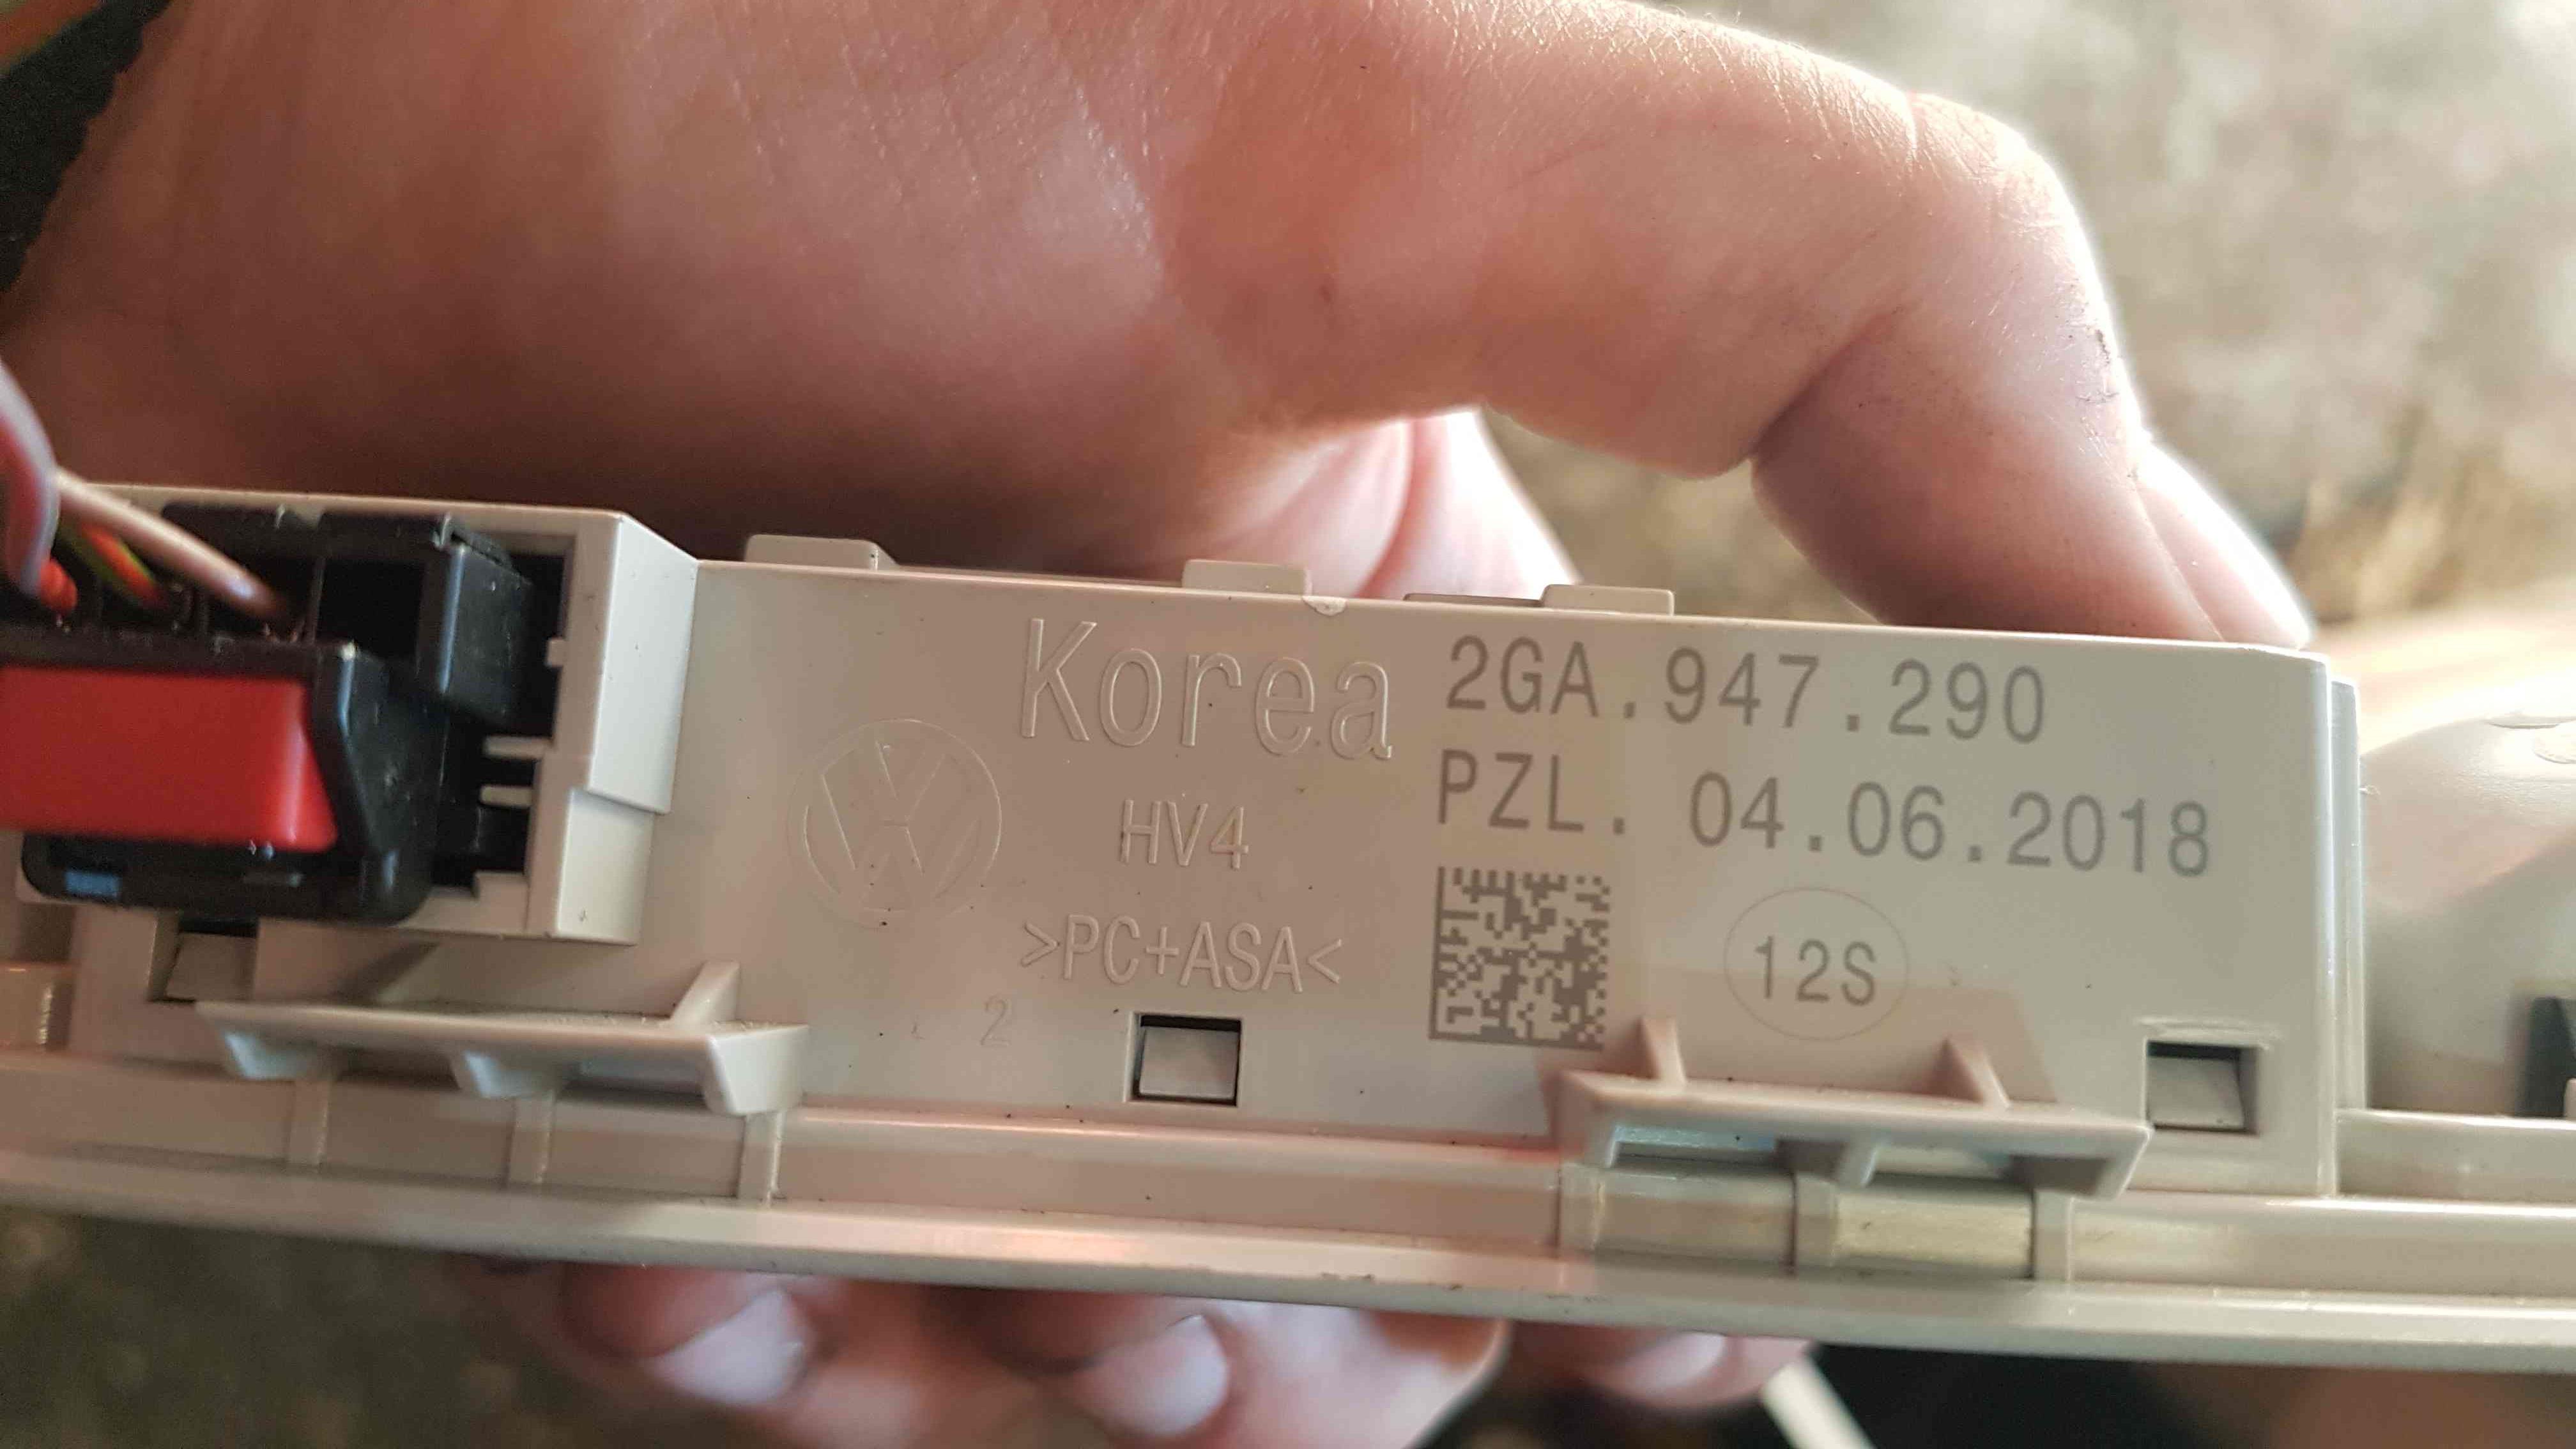 Korea
2GA.947.290
PZL. 04.06.2018
HV4
>PC+ASA<
12S
2